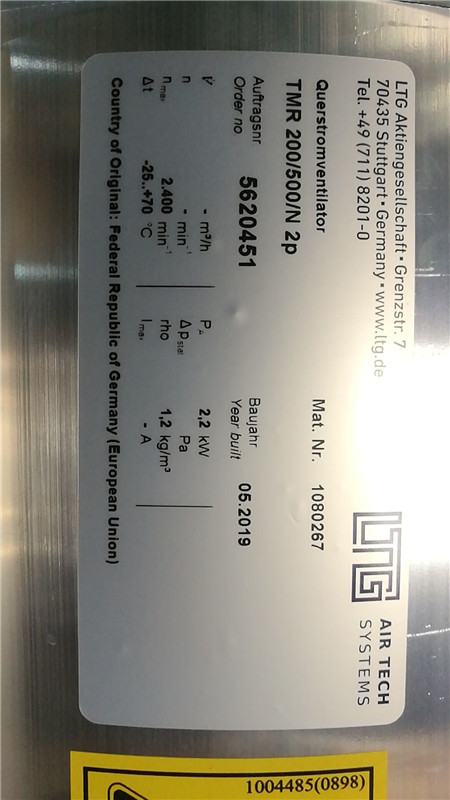 LTG Aktiengesellschaft • Grenzstr. 7
70435 Stuttgart • Germany • www.ltg.de
Tel. +49 (711) 8201-0
LTG AIR TECH
SYSTEMS
Querstromventilator Mat. Nr. 1080267
TMR 200/500/N 2p
Auftragsnr Baujahr
Order no 5620451 Year built 05.2019
V̇ - m³/h P_A 2,2 kW
n - min⁻¹ Δp_stat Pa
n_max 2.400 min⁻¹ rho 1,2 kg/m³
Δt -25..+70 °C I_max - A
Country of Original: Federal Republic of Germany (European Union)
1004485(0898)